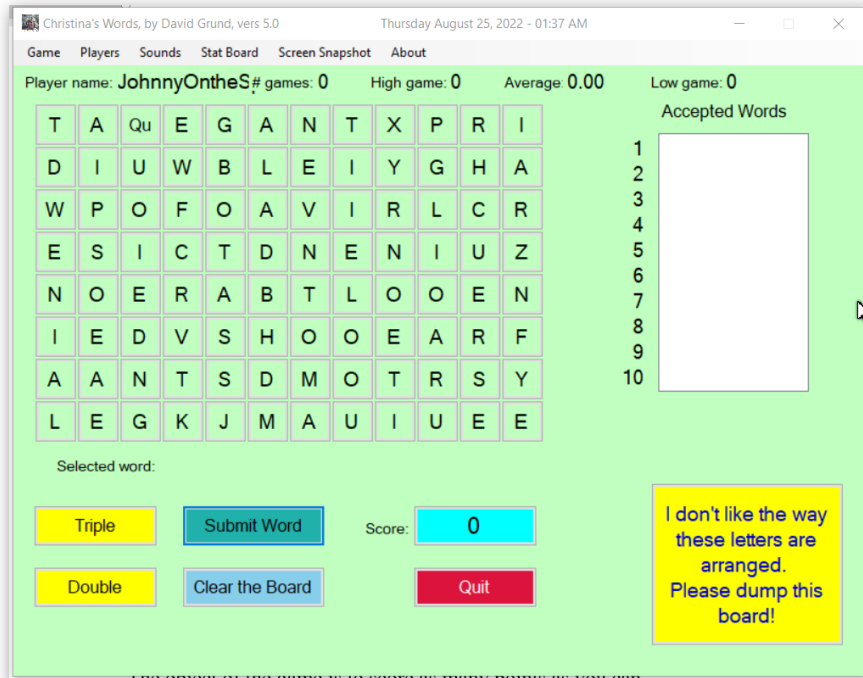 Christina's Words, by David Grund, vers 5.0 Thursday August 25, 2022 - 01:37 AM
Game Players Sounds Stat Board Screen Snapshot About
Player name: JohnnyOntheS # games: 0 High game: 0 Average: 0.00 Low game: 0
Accepted Words
T A Qu E G A N T X P R I
D I U W B L E I Y G H A
W P O F O A V I R L C R
E S I C T D N E N I U Z
N O E R A B T L O O E N
I E D V S H O O E A R F
A A N T S D M O T R S Y
L E G K J M A U I U E E
1
2
3
4
5
6
7
8
9
10
Selected word:
Triple Submit Word Score: 0
Double Clear the Board Quit
I don't like the way
these letters are
arranged.
Please dump this
board!